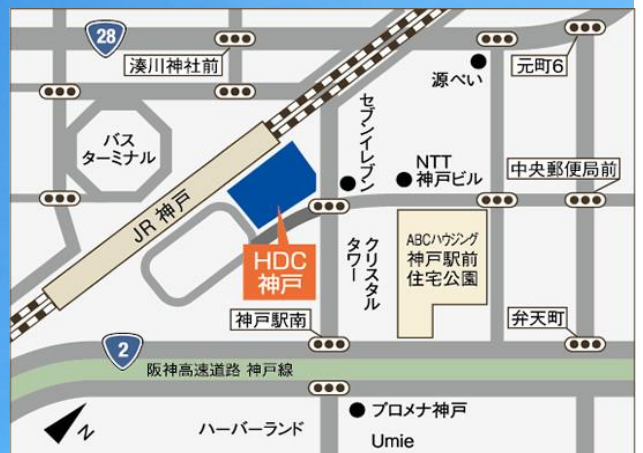 28
湊川神社前
元町6
源ぺい
バス
ターミナル
セブンイレブン
NTT
神戸ビル
中央郵便局前
JR 神戸
HDC
神戸
クリスタル
タワー
ABCハウジング
神戸駅前
住宅公園
神戸駅南
弁天町
2
阪神高速道路 神戸線
N
ハーバーランド
プロメナ神戸
Umie